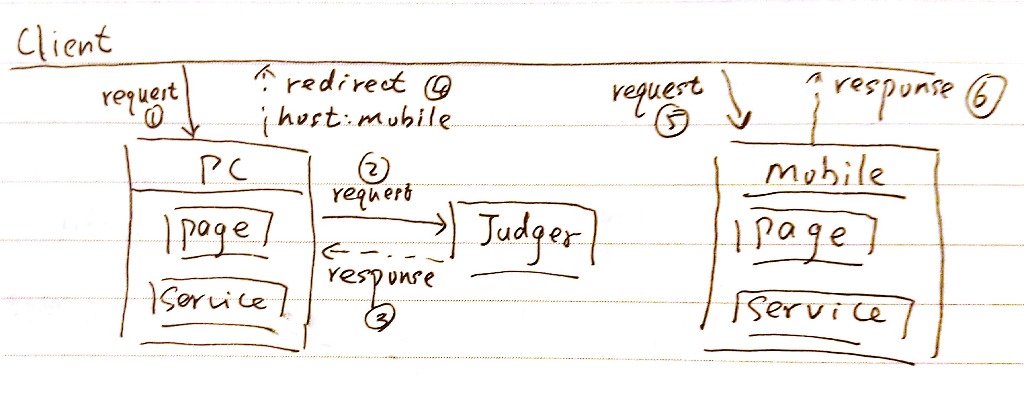 Client
request
①
redirect ④
host: mobile
request
⑤
response ⑥
PC
page
service
②
request
response
③
Judger
mobile
page
service